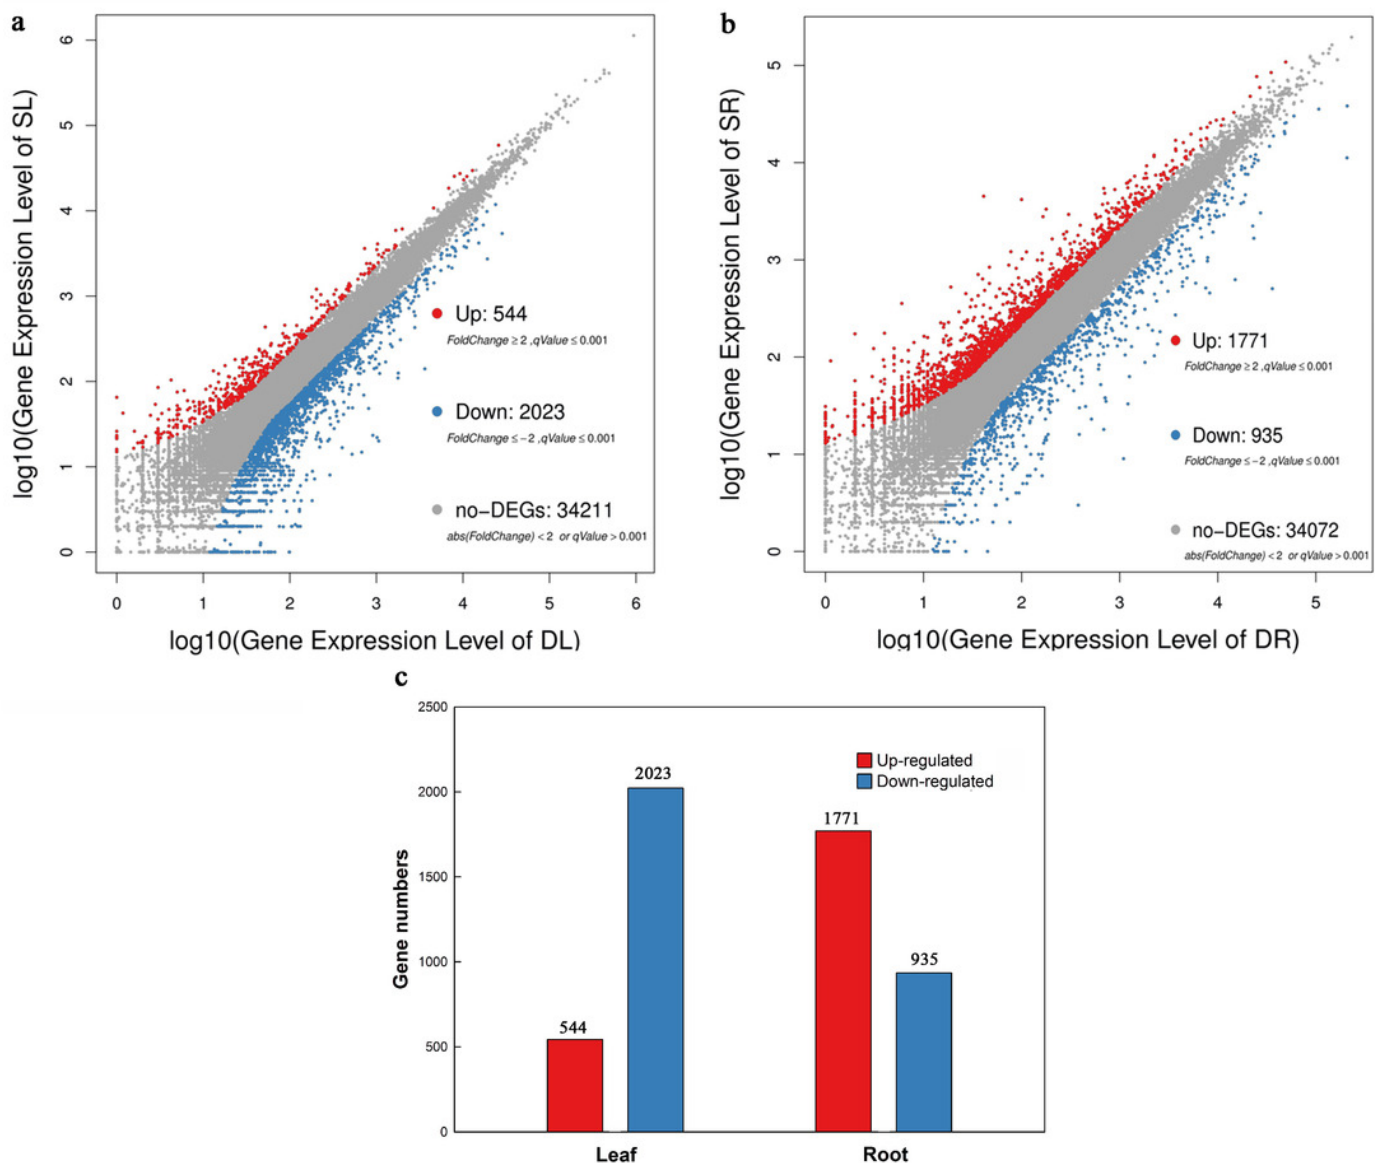 a
log10(Gene Expression Level of SL)
6
5
4
3
2
1
0
0 1 2 3 4 5 6
log10(Gene Expression Level of DL)
Up: 544
FoldChange ≥ 2 ,qValue ≤ 0.001
Down: 2023
FoldChange ≤ −2 ,qValue ≤ 0.001
no−DEGs: 34211
abs(FoldChange) < 2 or qValue > 0.001
b
log10(Gene Expression Level of SR)
5
4
3
2
1
0
0 1 2 3 4 5
log10(Gene Expression Level of DR)
Up: 1771
FoldChange ≥ 2 ,qValue ≤ 0.001
Down: 935
FoldChange ≤ −2 ,qValue ≤ 0.001
no−DEGs: 34072
abs(FoldChange) < 2 or qValue > 0.001
c
Gene numbers
2500
2000
1500
1000
500
0
Up-regulated
Down-regulated
544
2023
1771
935
Leaf Root